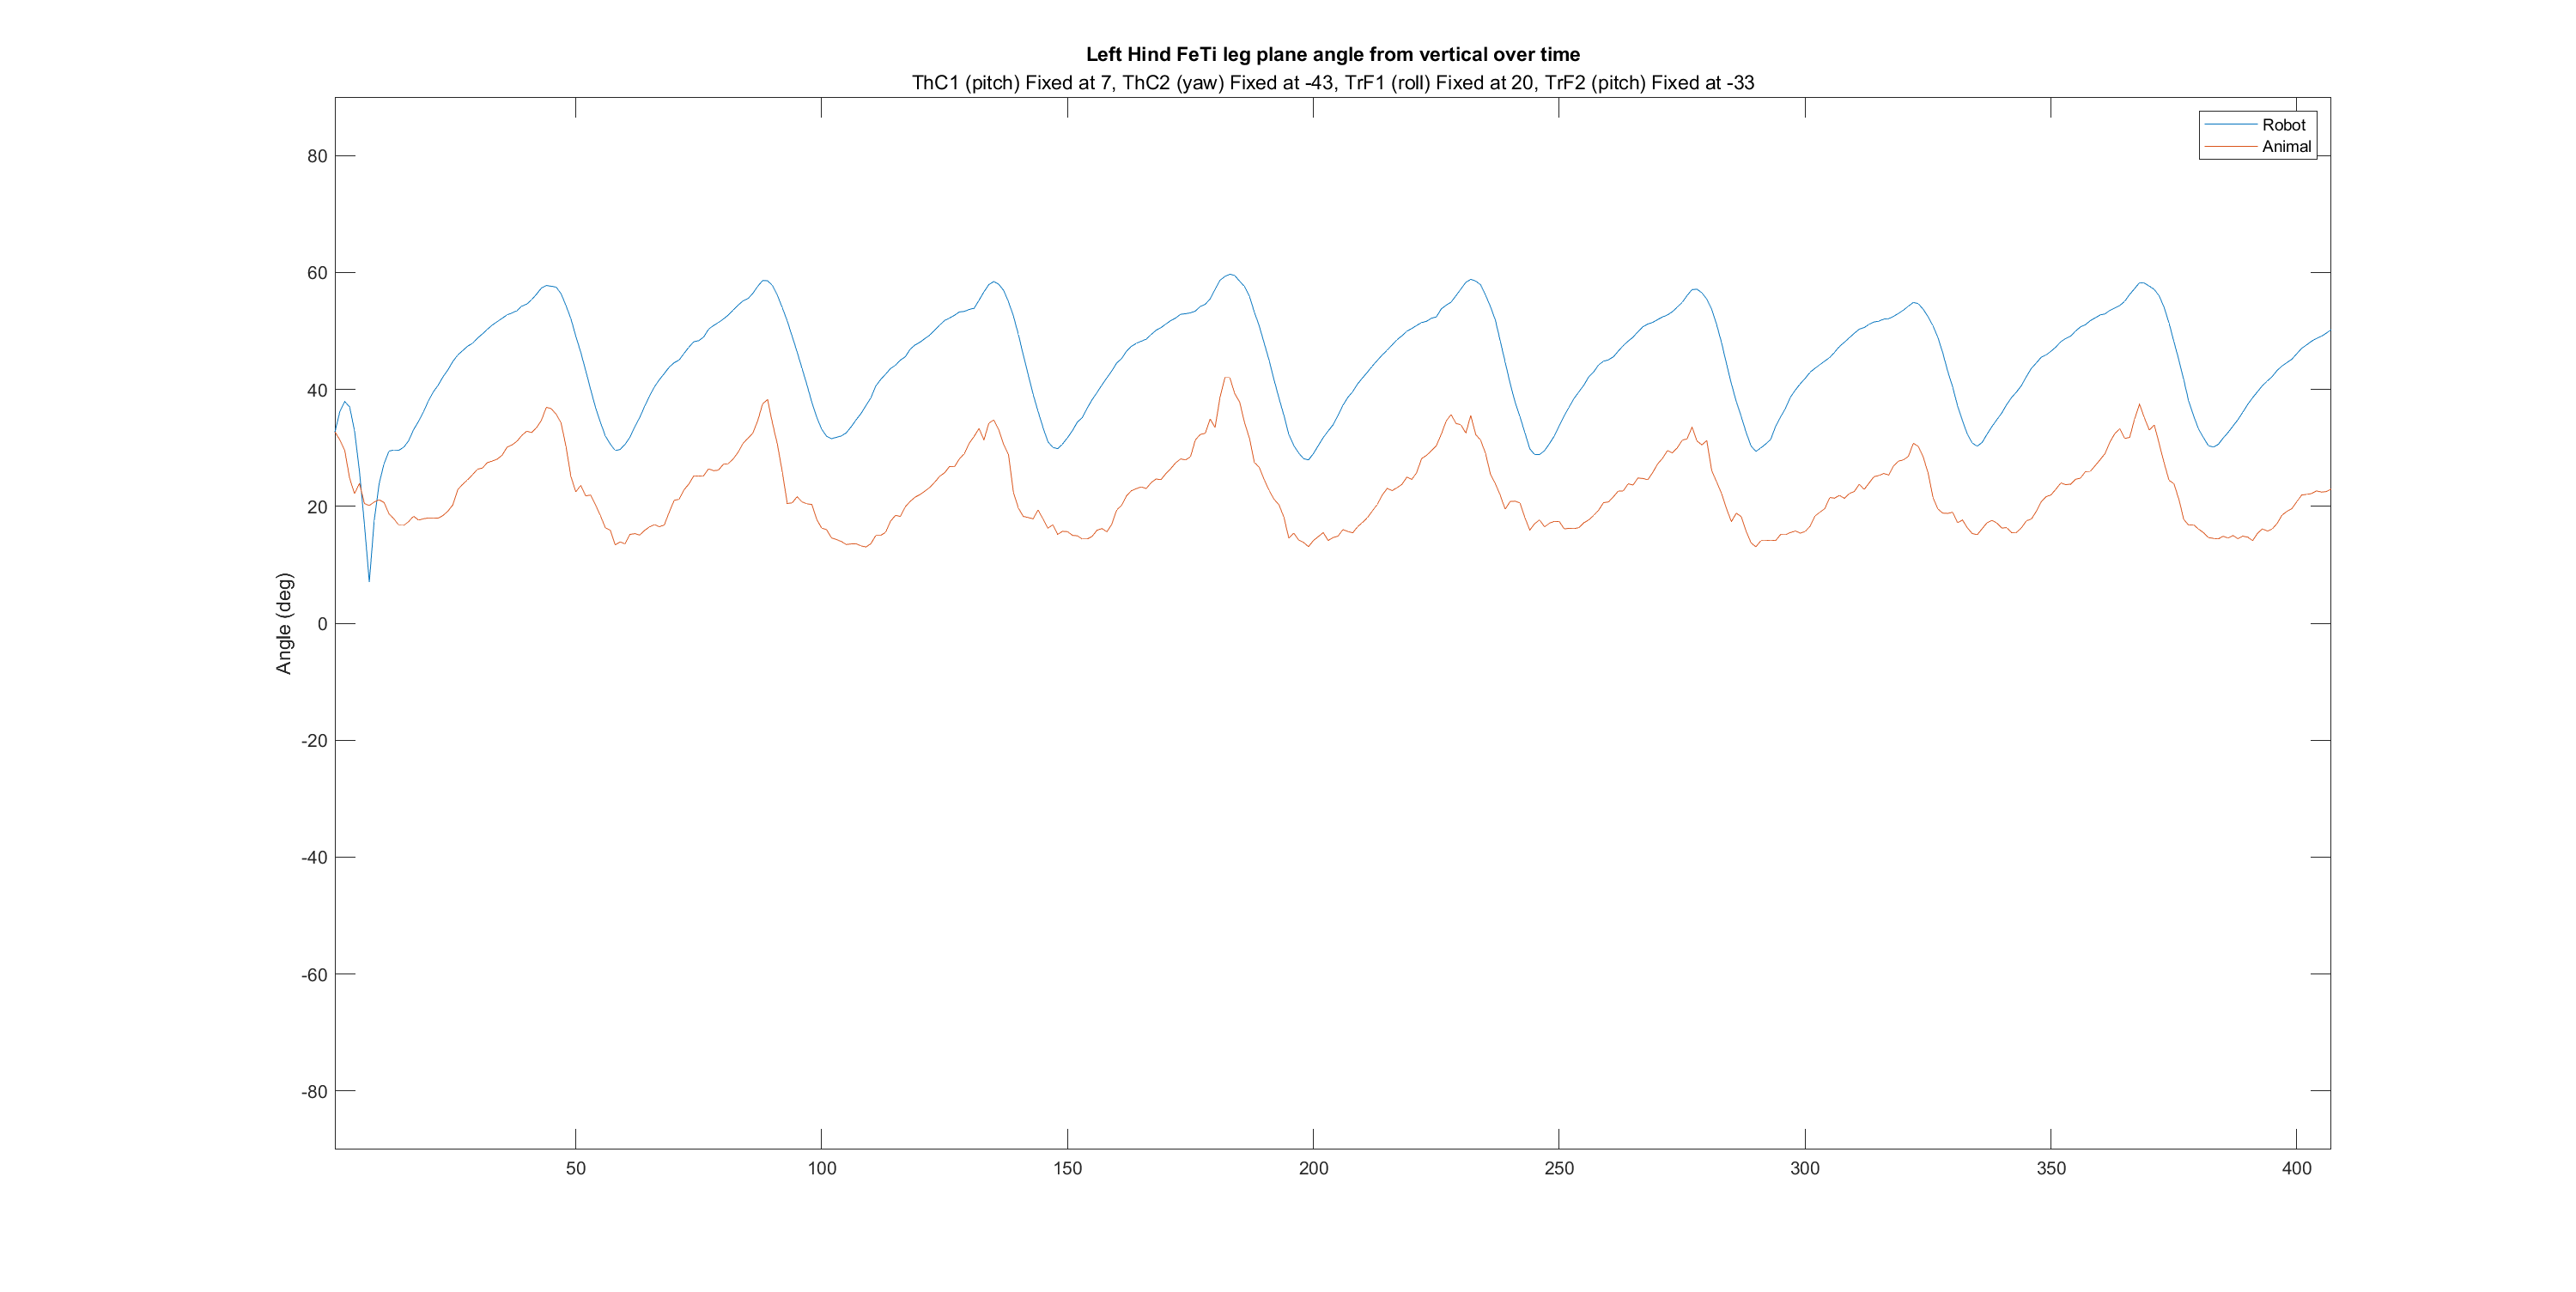 Left Hind FeTi leg plane angle from vertical over time
ThC1 (pitch) Fixed at 7, ThC2 (yaw) Fixed at -43, TrF1 (roll) Fixed at 20, TrF2 (pitch) Fixed at -33
Robot
Animal
80
60
40
20
0
-20
-40
-60
-80
Angle (deg)
50 100 150 200 250 300 350 400